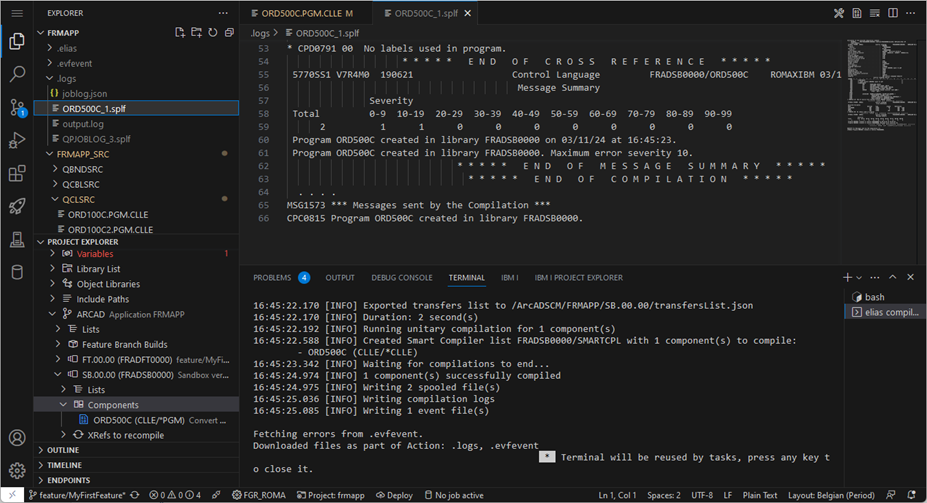 EXPLORER
FRMAPP
.elias
.evfevent
.logs
{} joblog.json
ORD500C_1.splf
output.log
QPJOBLOG_3.splf
FRMAPP_SRC
QBNDSRC
QCBLSRC
QCLSRC
ORD100C.PGM.CLLE
ORD100C2.PGM.CLLE
PROJECT EXPLORER
Variables 1
Library List
Object Libraries
Include Paths
ARCAD Application FRMAPP
Lists
Feature Branch Builds
FT.00.00 (FRADFT0000) feature/MyFi...
SB.00.00 (FRADSB0000) Sandbox ver...
Lists
Components
ORD500C (CLLE/*PGM) Convert ...
XRefs to recompile
OUTLINE
TIMELINE
ENDPOINTS
1
ORD500C.PGM.CLLE M
ORD500C_1.splf
.logs > ORD500C_1.splf
53 * CPD0791 00 No labels used in program.
54 * * * * * E N D O F C R O S S R E F E R E N C E * * * * *
55 5770SS1 V7R4M0 190621 Control Language FRADSB0000/ORD500C ROMAXIBM 03/1
56 Message Summary
57 Severity
58 Total 0-9 10-19 20-29 30-39 40-49 50-59 60-69 70-79 80-89 90-99
59 2 1 1 0 0 0 0 0 0 0 0
60 Program ORD500C created in library FRADSB0000 on 03/11/24 at 16:45:23.
61 Program ORD500C created in library FRADSB0000. Maximum error severity 10.
62 * * * * * E N D O F M E S S A G E S U M M A R Y * * * * *
63 * * * * * E N D O F C O M P I L A T I O N * * * * *
64 . . . .
65 MSG1573 *** Messages sent by the Compilation ***
66 CPC0815 Program ORD500C created in library FRADSB0000.
PROBLEMS 4 OUTPUT DEBUG CONSOLE TERMINAL IBM I IBM I PROJECT EXPLORER
16:45:22.170 [INFO] Exported transfers list to /ArcADSCM/FRMAPP/SB.00.00/transfersList.json
16:45:22.170 [INFO] Duration: 2 second(s)
16:45:22.192 [INFO] Running unitary compilation for 1 component(s)
16:45:22.588 [INFO] Created Smart Compiler list FRADSB0000/SMARTCPL with 1 component(s) to compile:
- ORD500C (CLLE/*CLLE)
16:45:23.342 [INFO] Waiting for compilations to end...
16:45:24.974 [INFO] 1 component(s) successfully compiled
16:45:24.975 [INFO] Writing 2 spooled file(s)
16:45:25.036 [INFO] Writing compilation logs
16:45:25.085 [INFO] Writing 1 event file(s)
Fetching errors from .evfevent.
Downloaded files as part of Action: .logs, .evfevent
* Terminal will be reused by tasks, press any key t
o close it.
bash
elias compil...
feature/MyFirstFeature* 0 0 4 FGR_ROMA Project: frmapp Deploy No job active Ln 1, Col 1 Spaces: 2 UTF-8 LF Plain Text Layout: Belgian (Period)